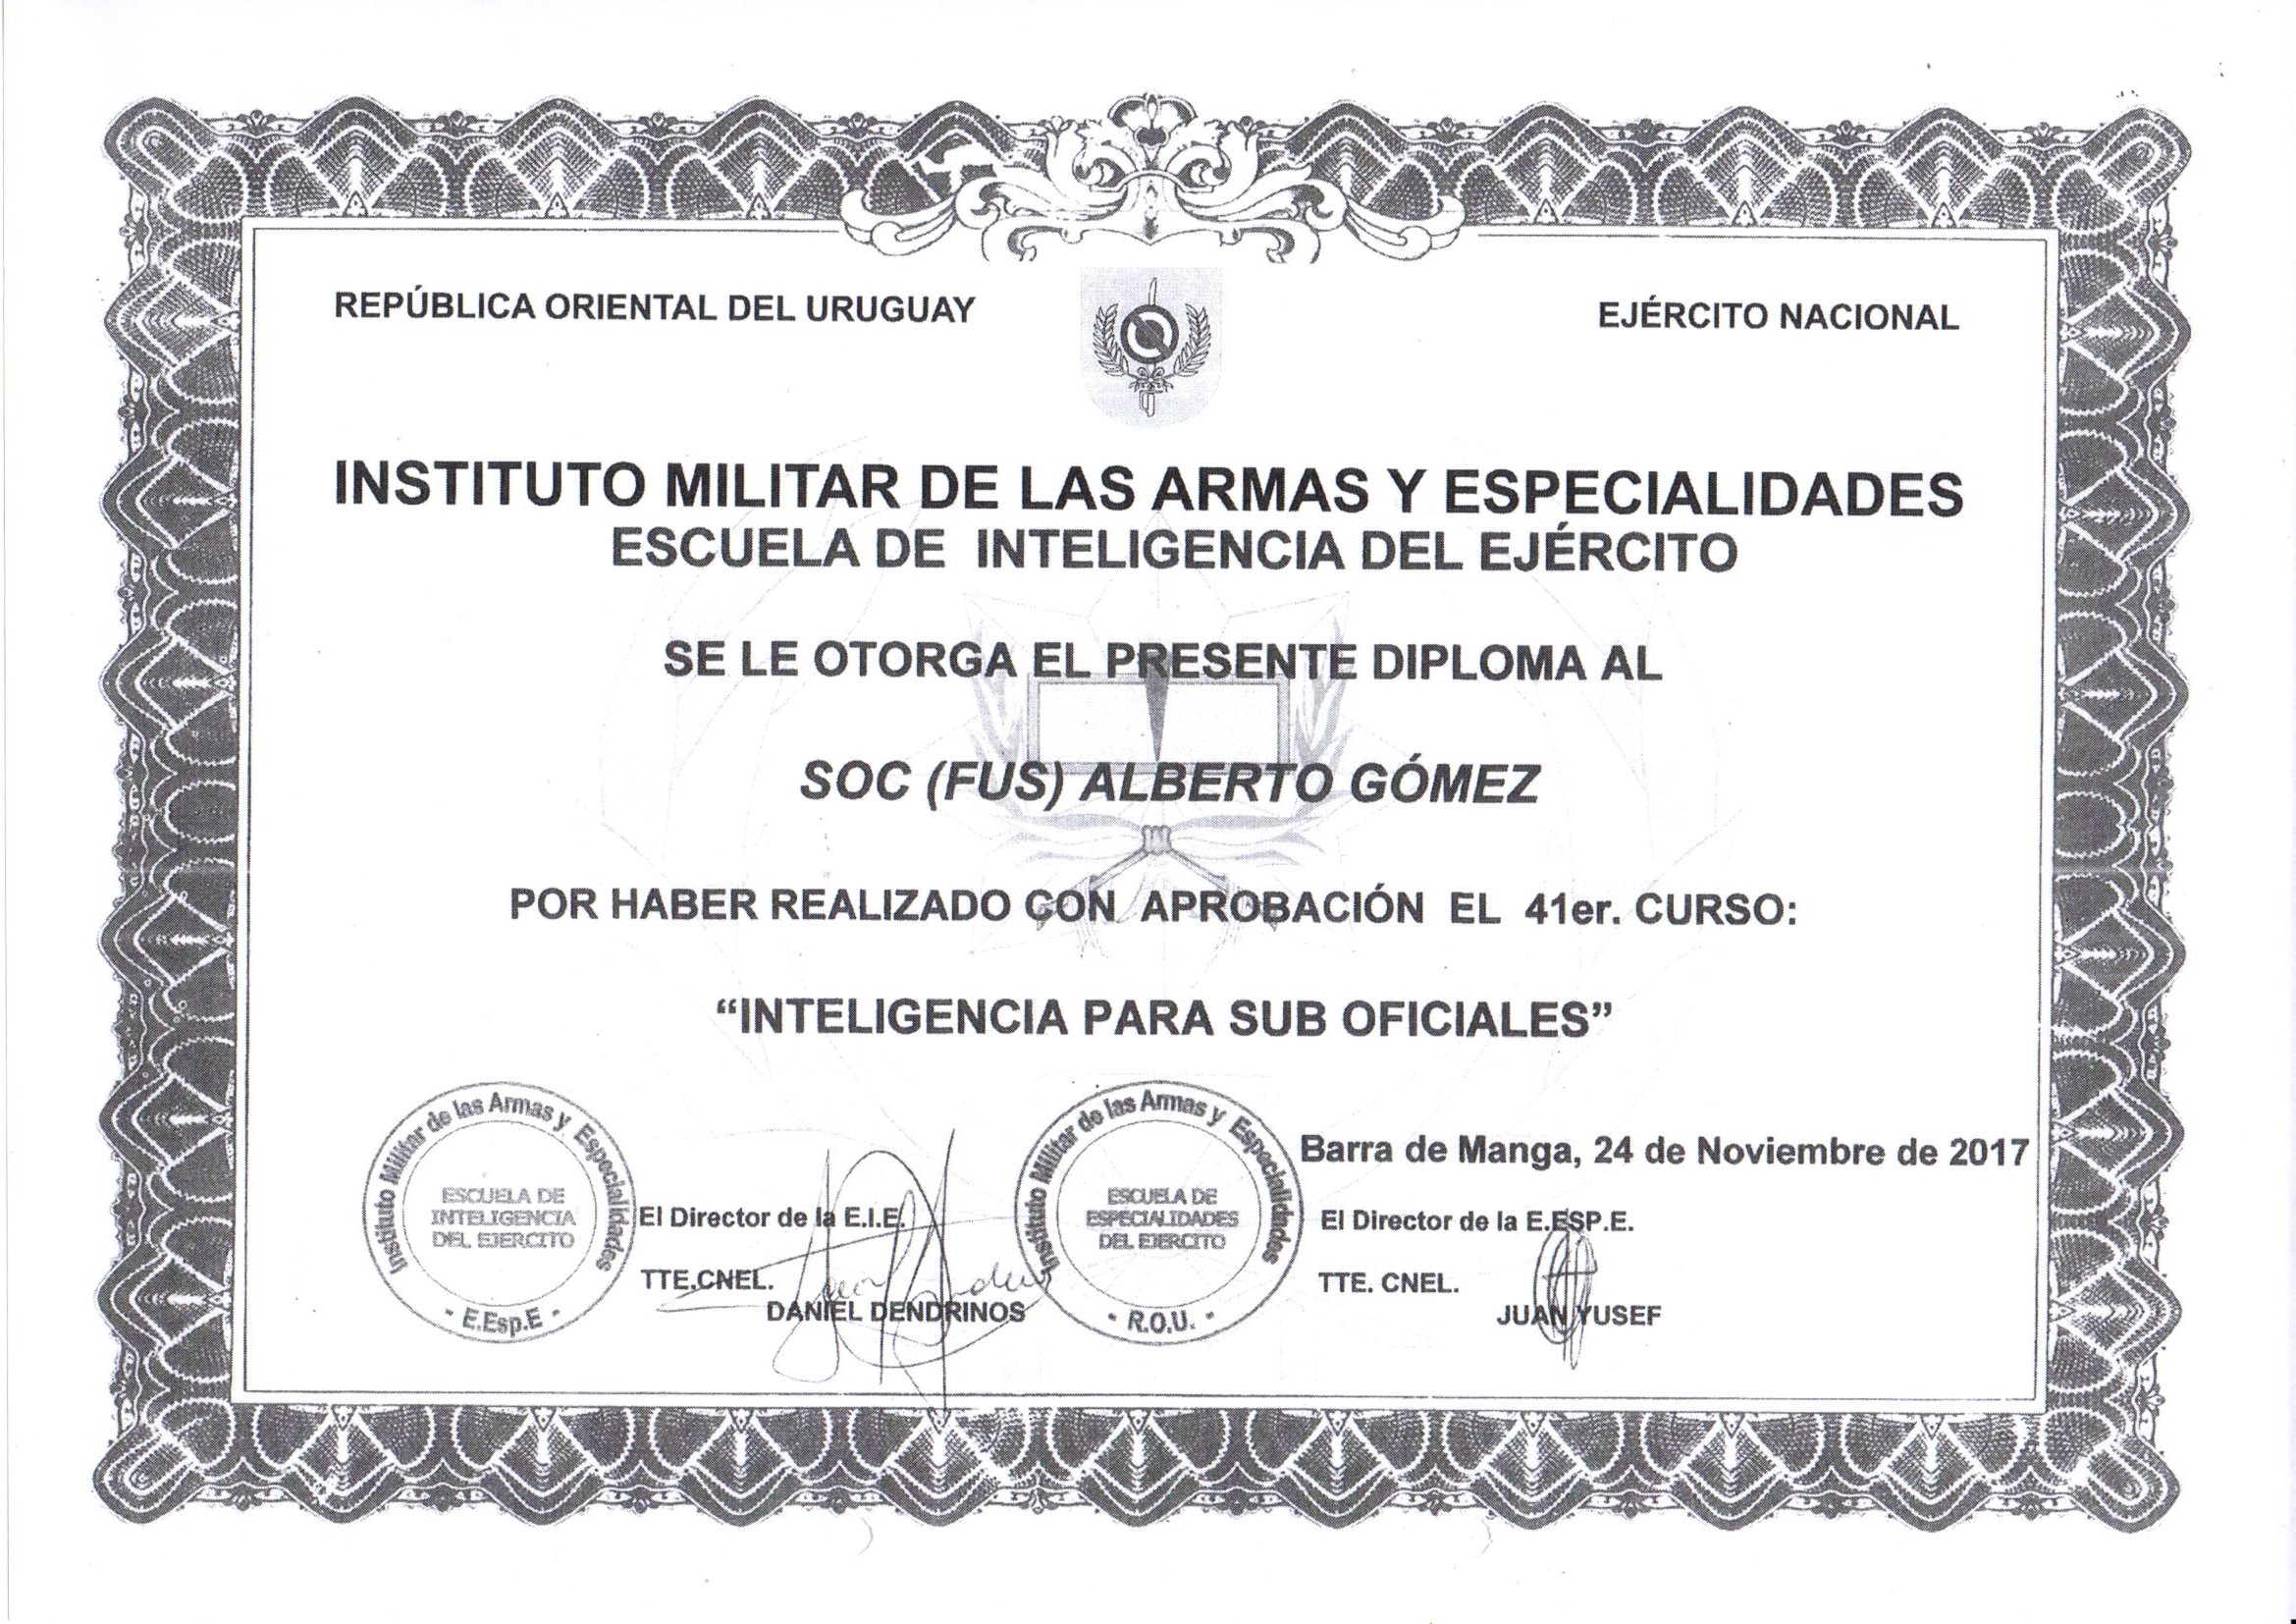 REPÚBLICA ORIENTAL DEL URUGUAY
EJÉRCITO NACIONAL
INSTITUTO MILITAR DE LAS ARMAS Y ESPECIALIDADES
ESCUELA DE INTELIGENCIA DEL EJÉRCITO
SE LE OTORGA EL PRESENTE DIPLOMA AL
SOC (FUS) ALBERTO GÓMEZ
POR HABER REALIZADO CON APROBACIÓN EL 41er. CURSO:
“INTELIGENCIA PARA SUB OFICIALES”
Barra de Manga, 24 de Noviembre de 2017
Instituto Militar de las Armas y Especialidades
ESCUELA DE
INTELIGENCIA
DEL EJERCITO
- E.Esp.E -
El Director de la E.I.E.
TTE.CNEL.
DANIEL DENDRINOS
Instituto Militar de las Armas y Especialidades
ESCUELA DE
ESPECIALIDADES
DEL EJERCITO
- R.O.U. -
El Director de la E.ESP.E.
TTE. CNEL.
JUAN YUSEF